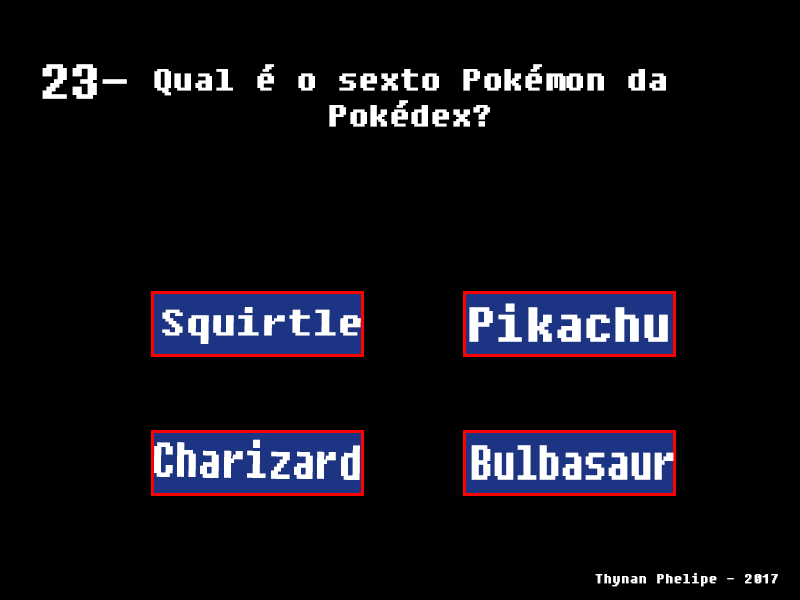 23- Qual é o sexto Pokémon da
Pokédex?
Squirtle
Pikachu
Charizard
Bulbasaur
Thynan Phelipe - 2017